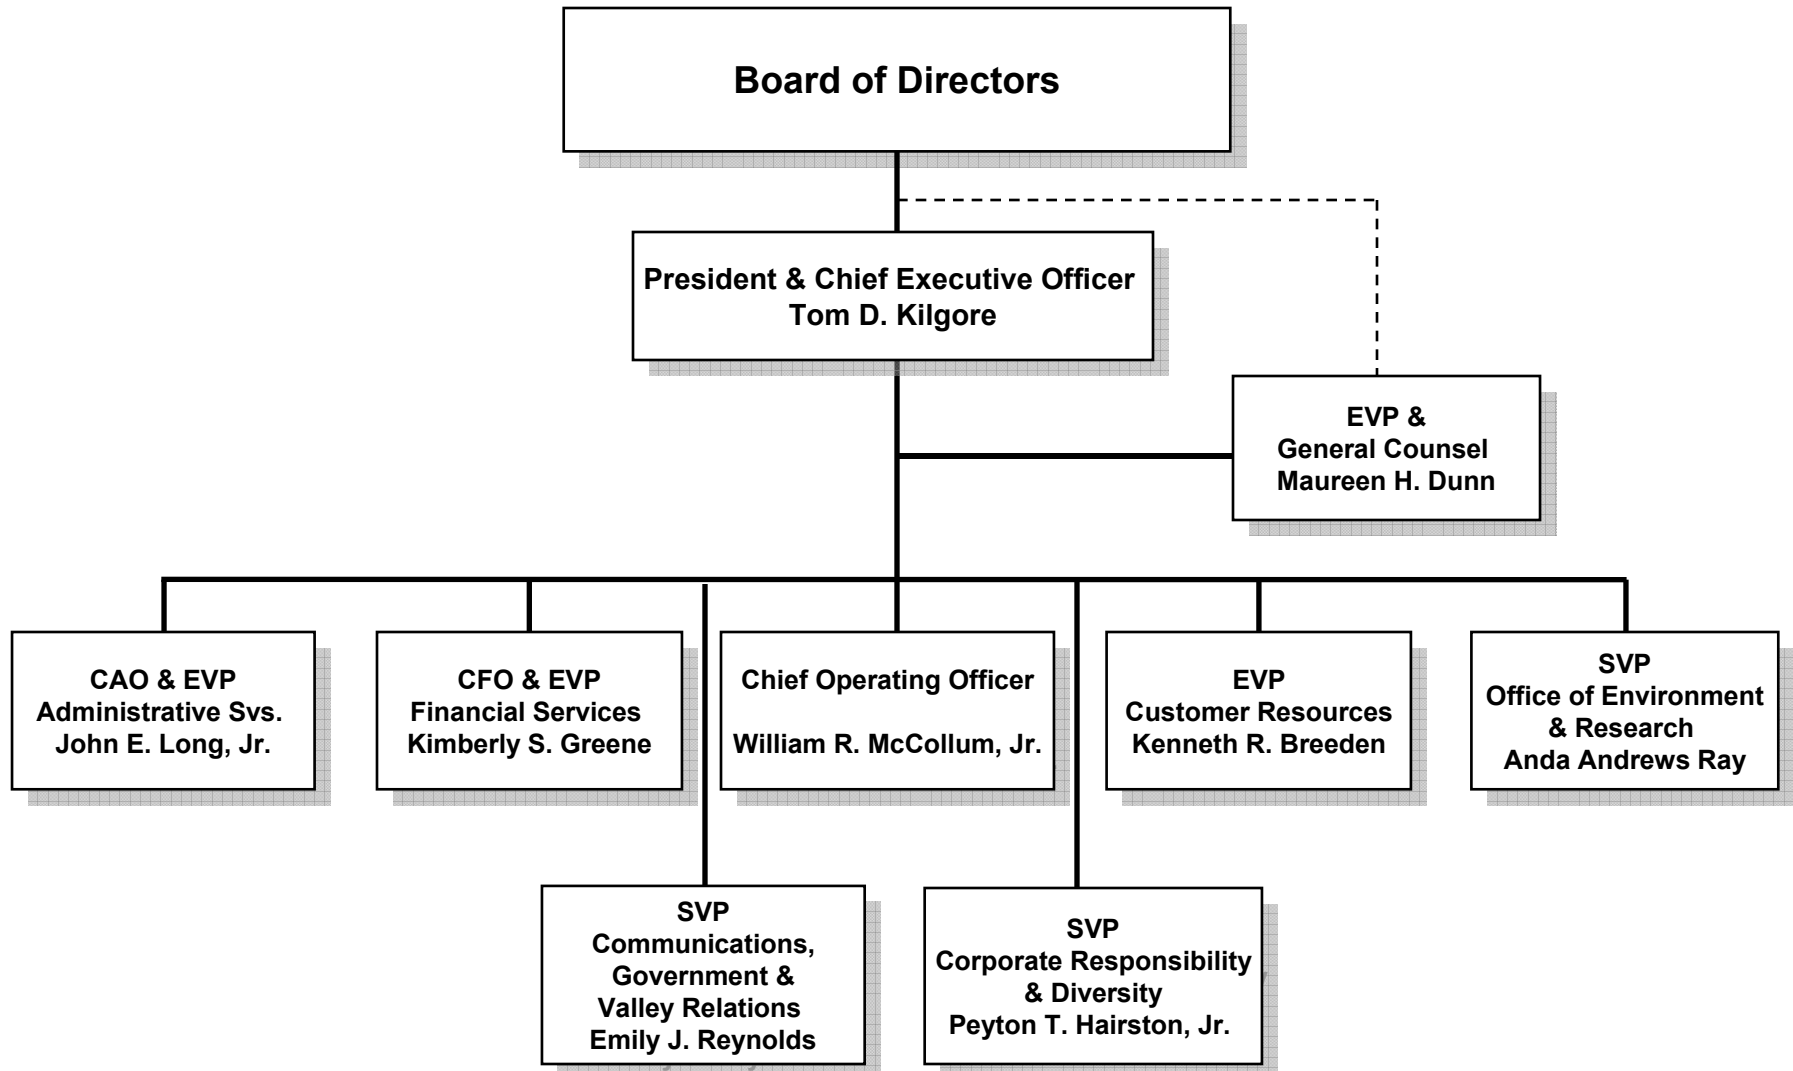 Board of Directors
President & Chief Executive Officer
Tom D. Kilgore
EVP &
General Counsel
Maureen H. Dunn
CAO & EVP
Administrative Svs.
John E. Long, Jr.
CFO & EVP
Financial Services
Kimberly S. Greene
Chief Operating Officer
William R. McCollum, Jr.
EVP
Customer Resources
Kenneth R. Breeden
SVP
Office of Environment
& Research
Anda Andrews Ray
SVP
Communications,
Government &
Valley Relations
Emily J. Reynolds
SVP
Corporate Responsibility
& Diversity
Peyton T. Hairston, Jr.